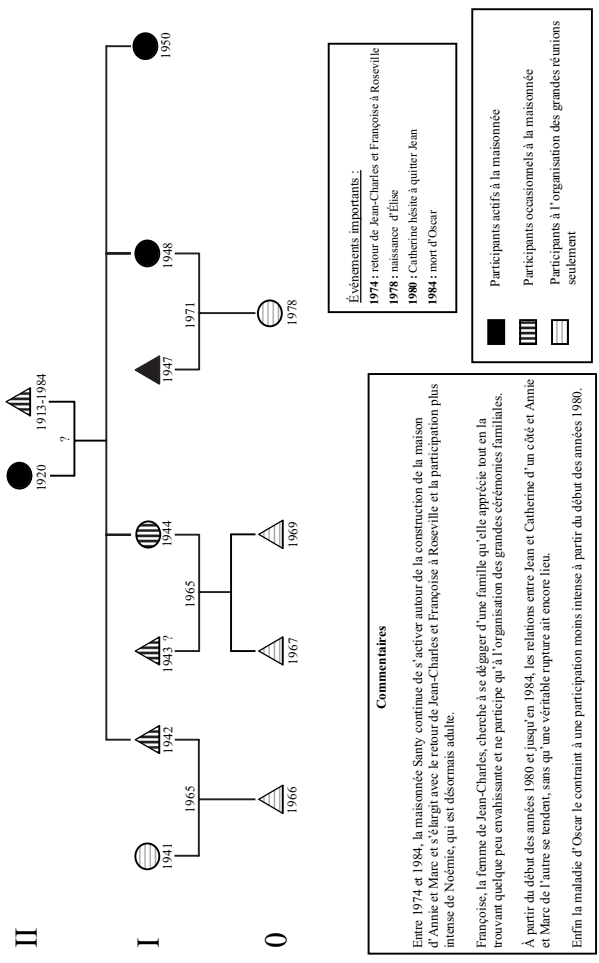 II
1920
1913-1984
?
I
1941
1942
1943 ?
1944
1947
1948
1950
1965
1965
1971
0
1966
1967
1969
1978
Commentaires
Entre 1974 et 1984, la maisonnée Santy continue de s'activer autour de la construction de la maison
d'Annie et Marc et s'élargit avec le retour de Jean-Charles et Françoise à Roseville et la participation plus
intense de Noémie, qui est désormais adulte.
Françoise, la femme de Jean-Charles, cherche à se dégager d'une famille qu'elle apprécie tout en la
trouvant quelque peu envahissante et ne participe qu'à l'organisation des grandes cérémonies familiales.
À partir du début des années 1980 et jusqu'en 1984, les relations entre Jean et Catherine d'un côté et Annie
et Marc de l'autre se tendent, sans qu'une véritable rupture ait encore lieu.
Enfin la maladie d'Oscar le contraint à une participation moins intense à partir du début des années 1980.
Événements importants :
1974 : retour de Jean-Charles et Françoise à Roseville
1978 : naissance d'Élise
1980 : Catherine hésite à quitter Jean
1984 : mort d'Oscar
Participants actifs à la maisonnée
Participants occasionnels à la maisonnée
Participants à l'organisation des grandes réunions
seulement